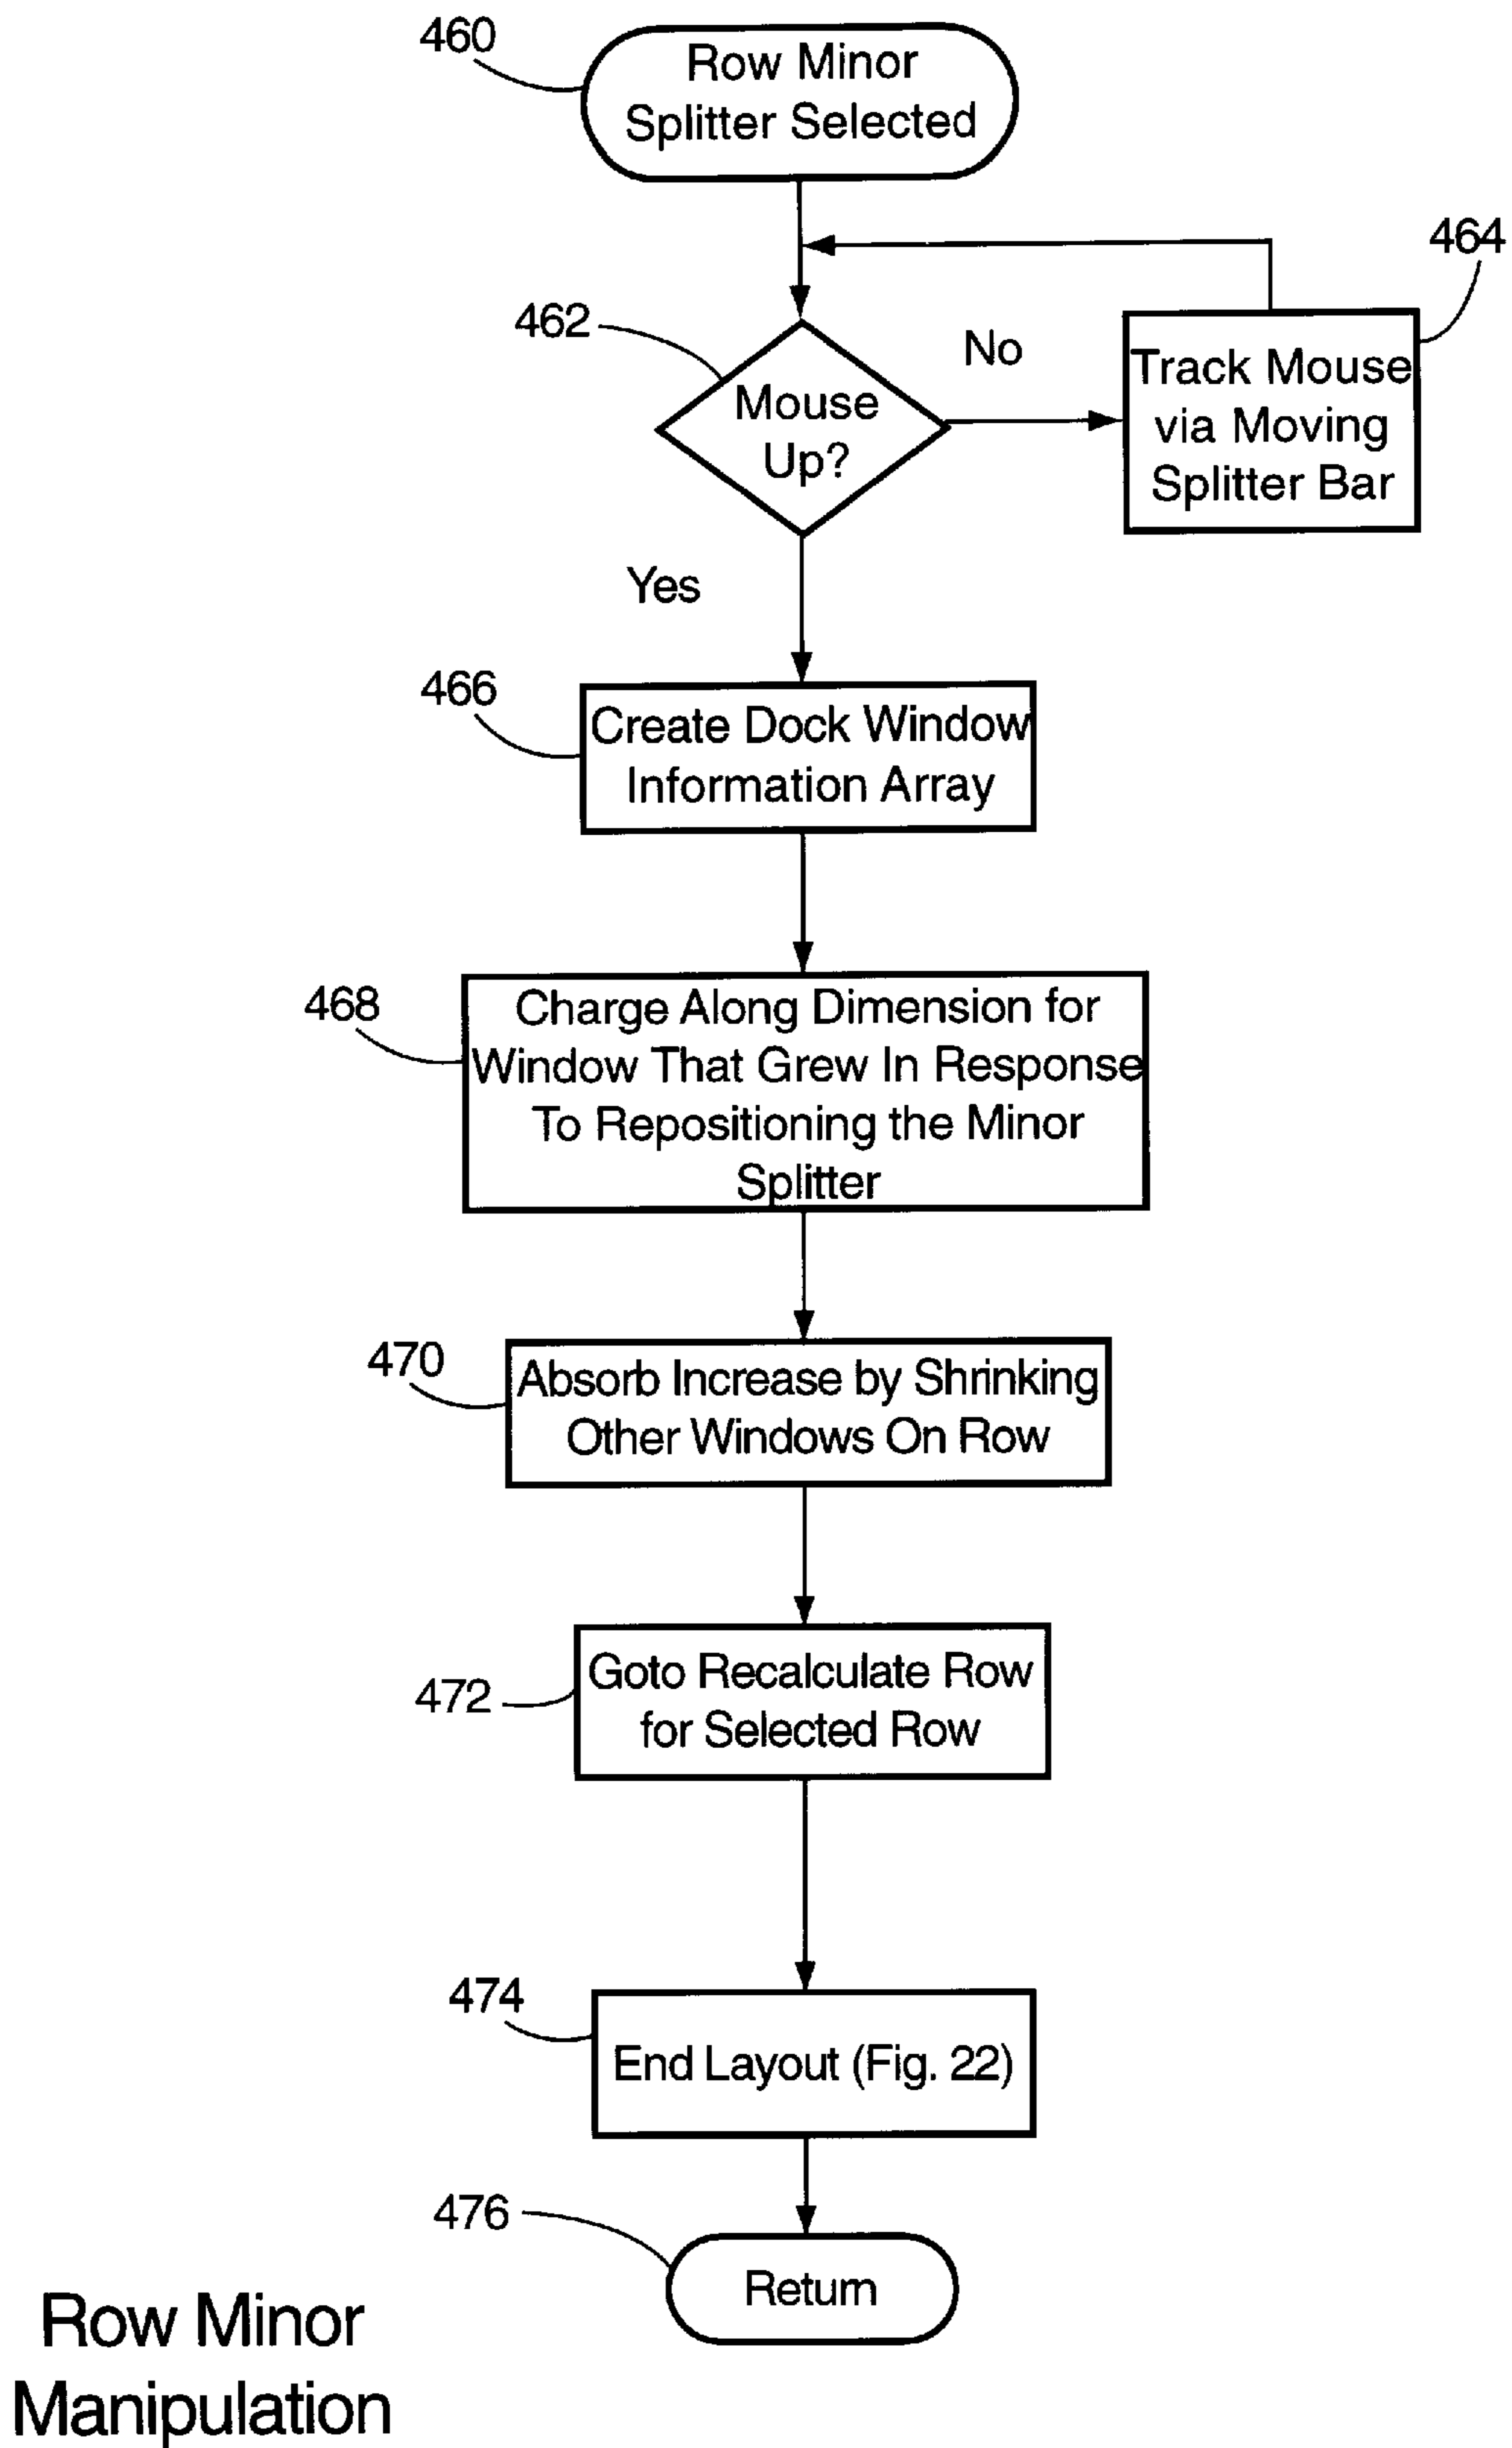 460
Row Minor
Splitter Selected
464
462
Mouse
Up?
No
Track Mouse
via Moving
Splitter Bar
Yes
466
Create Dock Window
Information Array
468
Charge Along Dimension for
Window That Grew In Response
To Repositioning the Minor
Splitter
470
Absorb Increase by Shrinking
Other Windows On Row
472
Goto Recalculate Row
for Selected Row
474
End Layout (Fig. 22)
476
Return
Row Minor
Manipulation